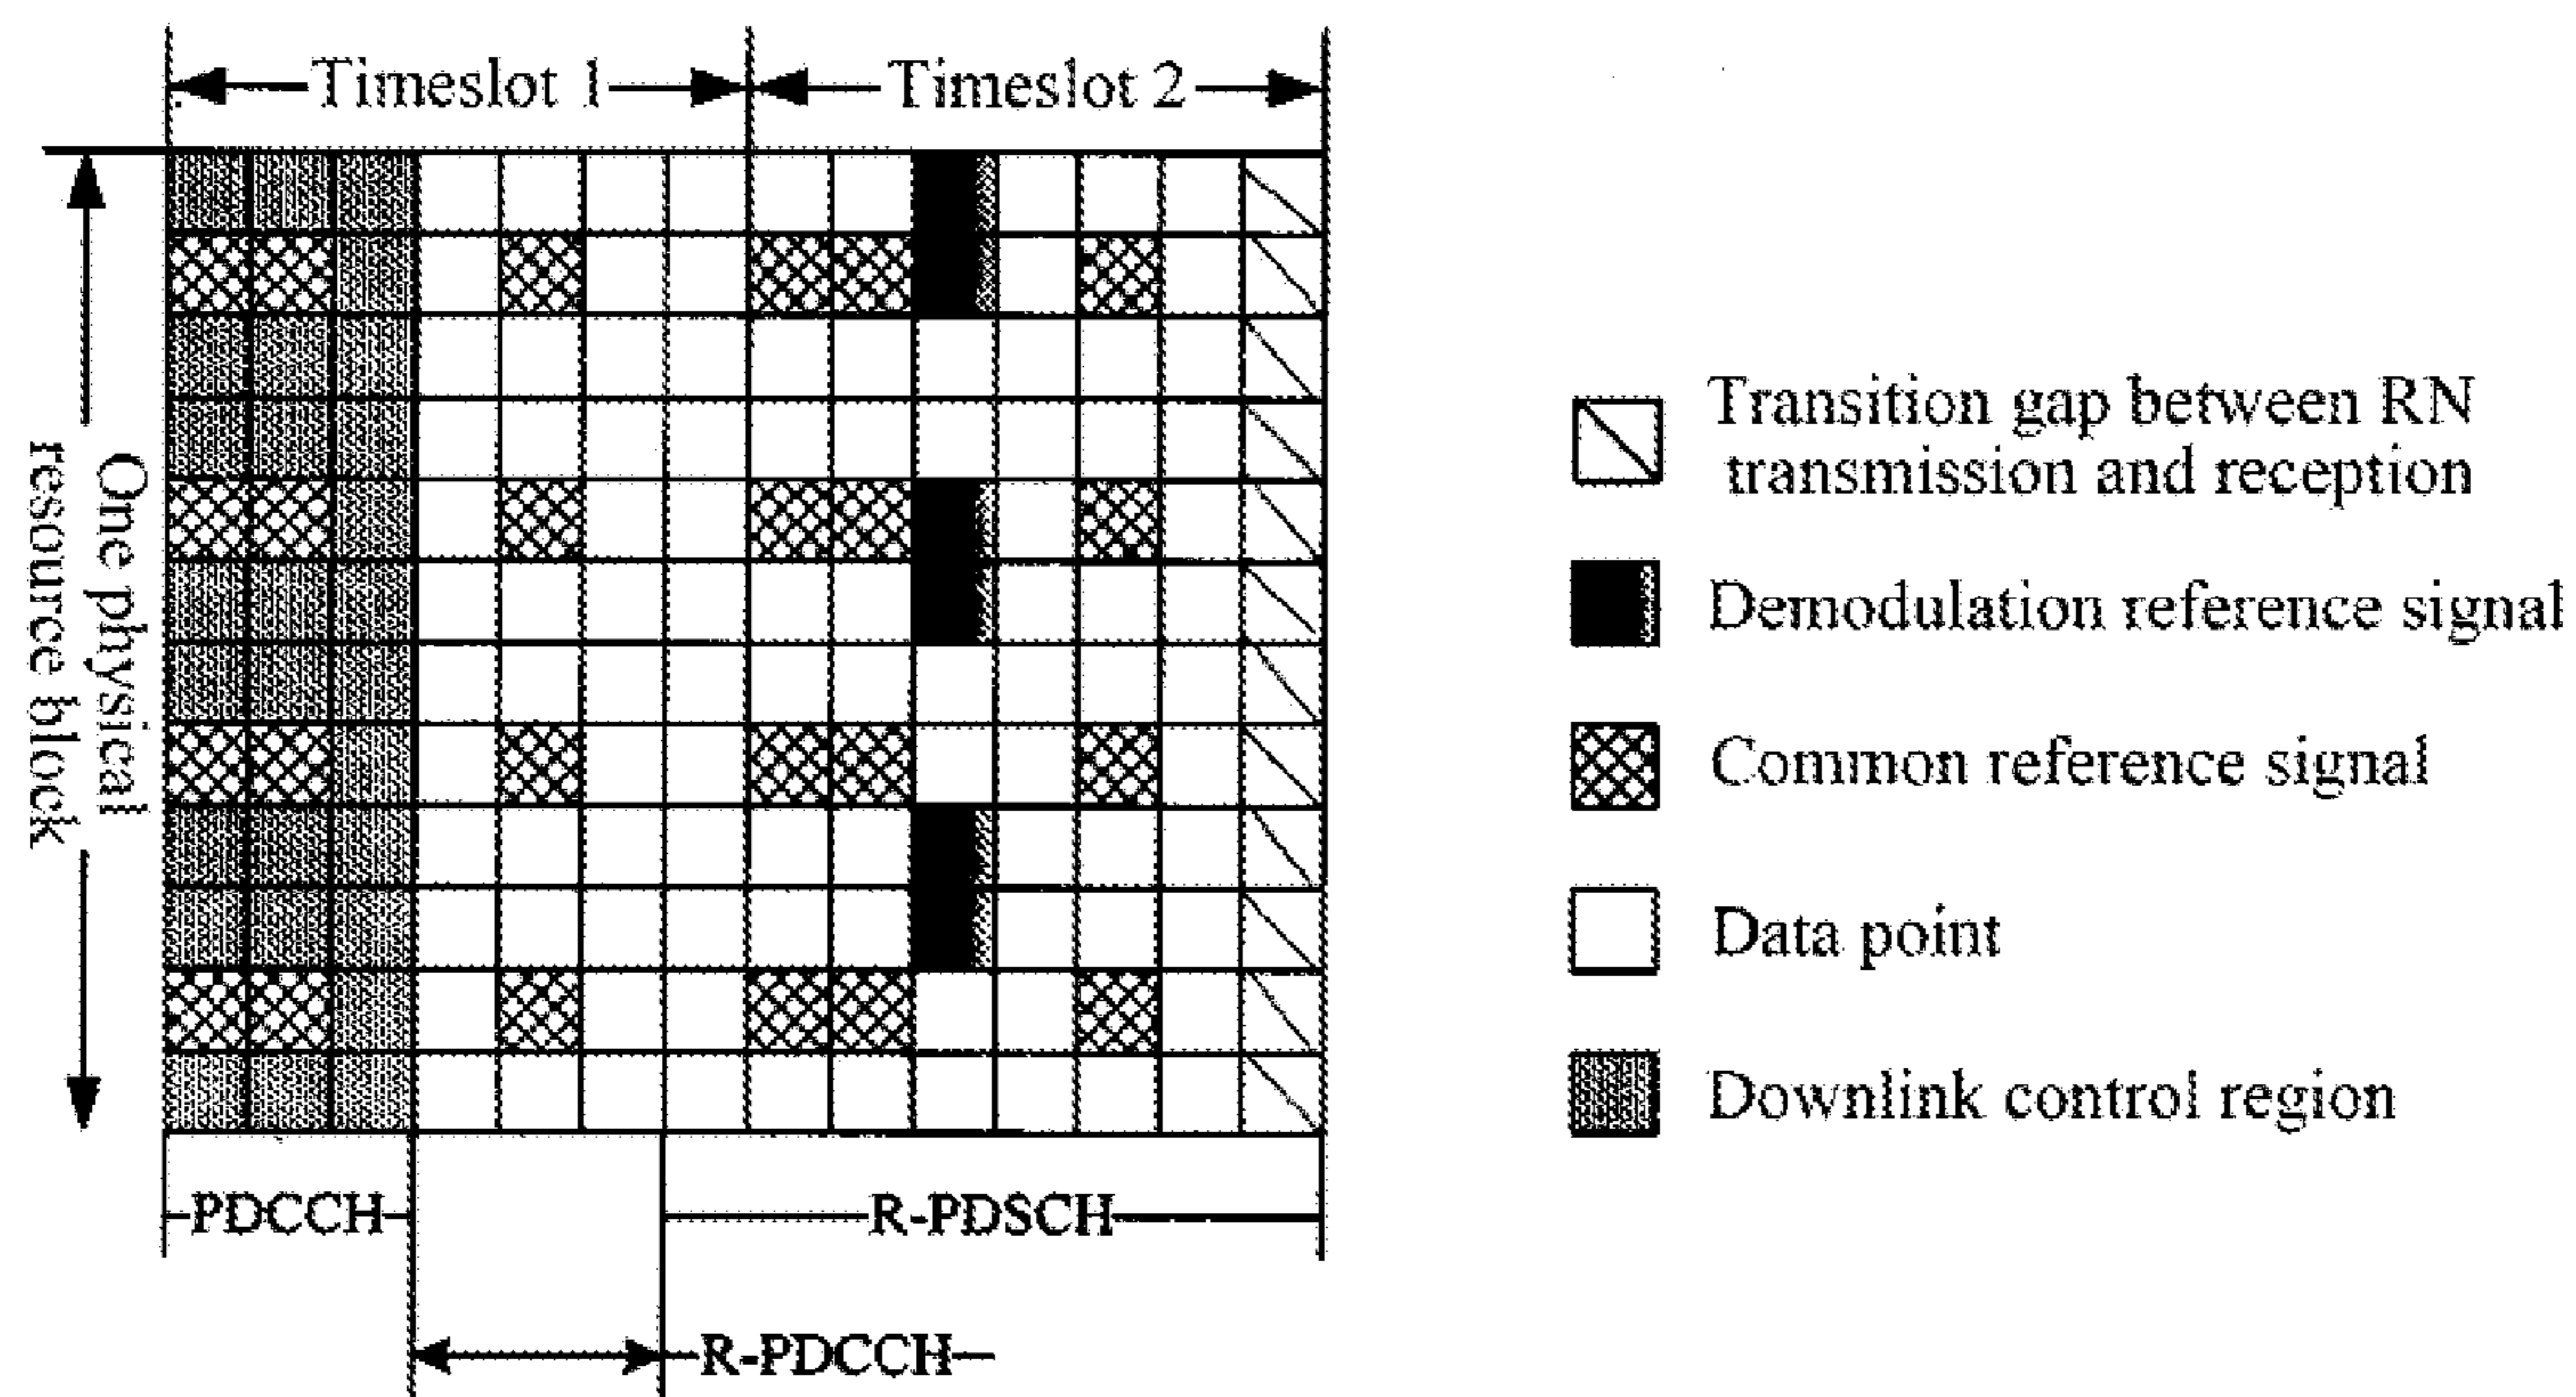 Timeslot 1
Timeslot 2
One physical
resource block
Transition gap between RN
transmission and reception
Demodulation reference signal
Common reference signal
Data point
Downlink control region
PDCCH
R-PDSCH
R-PDCCH